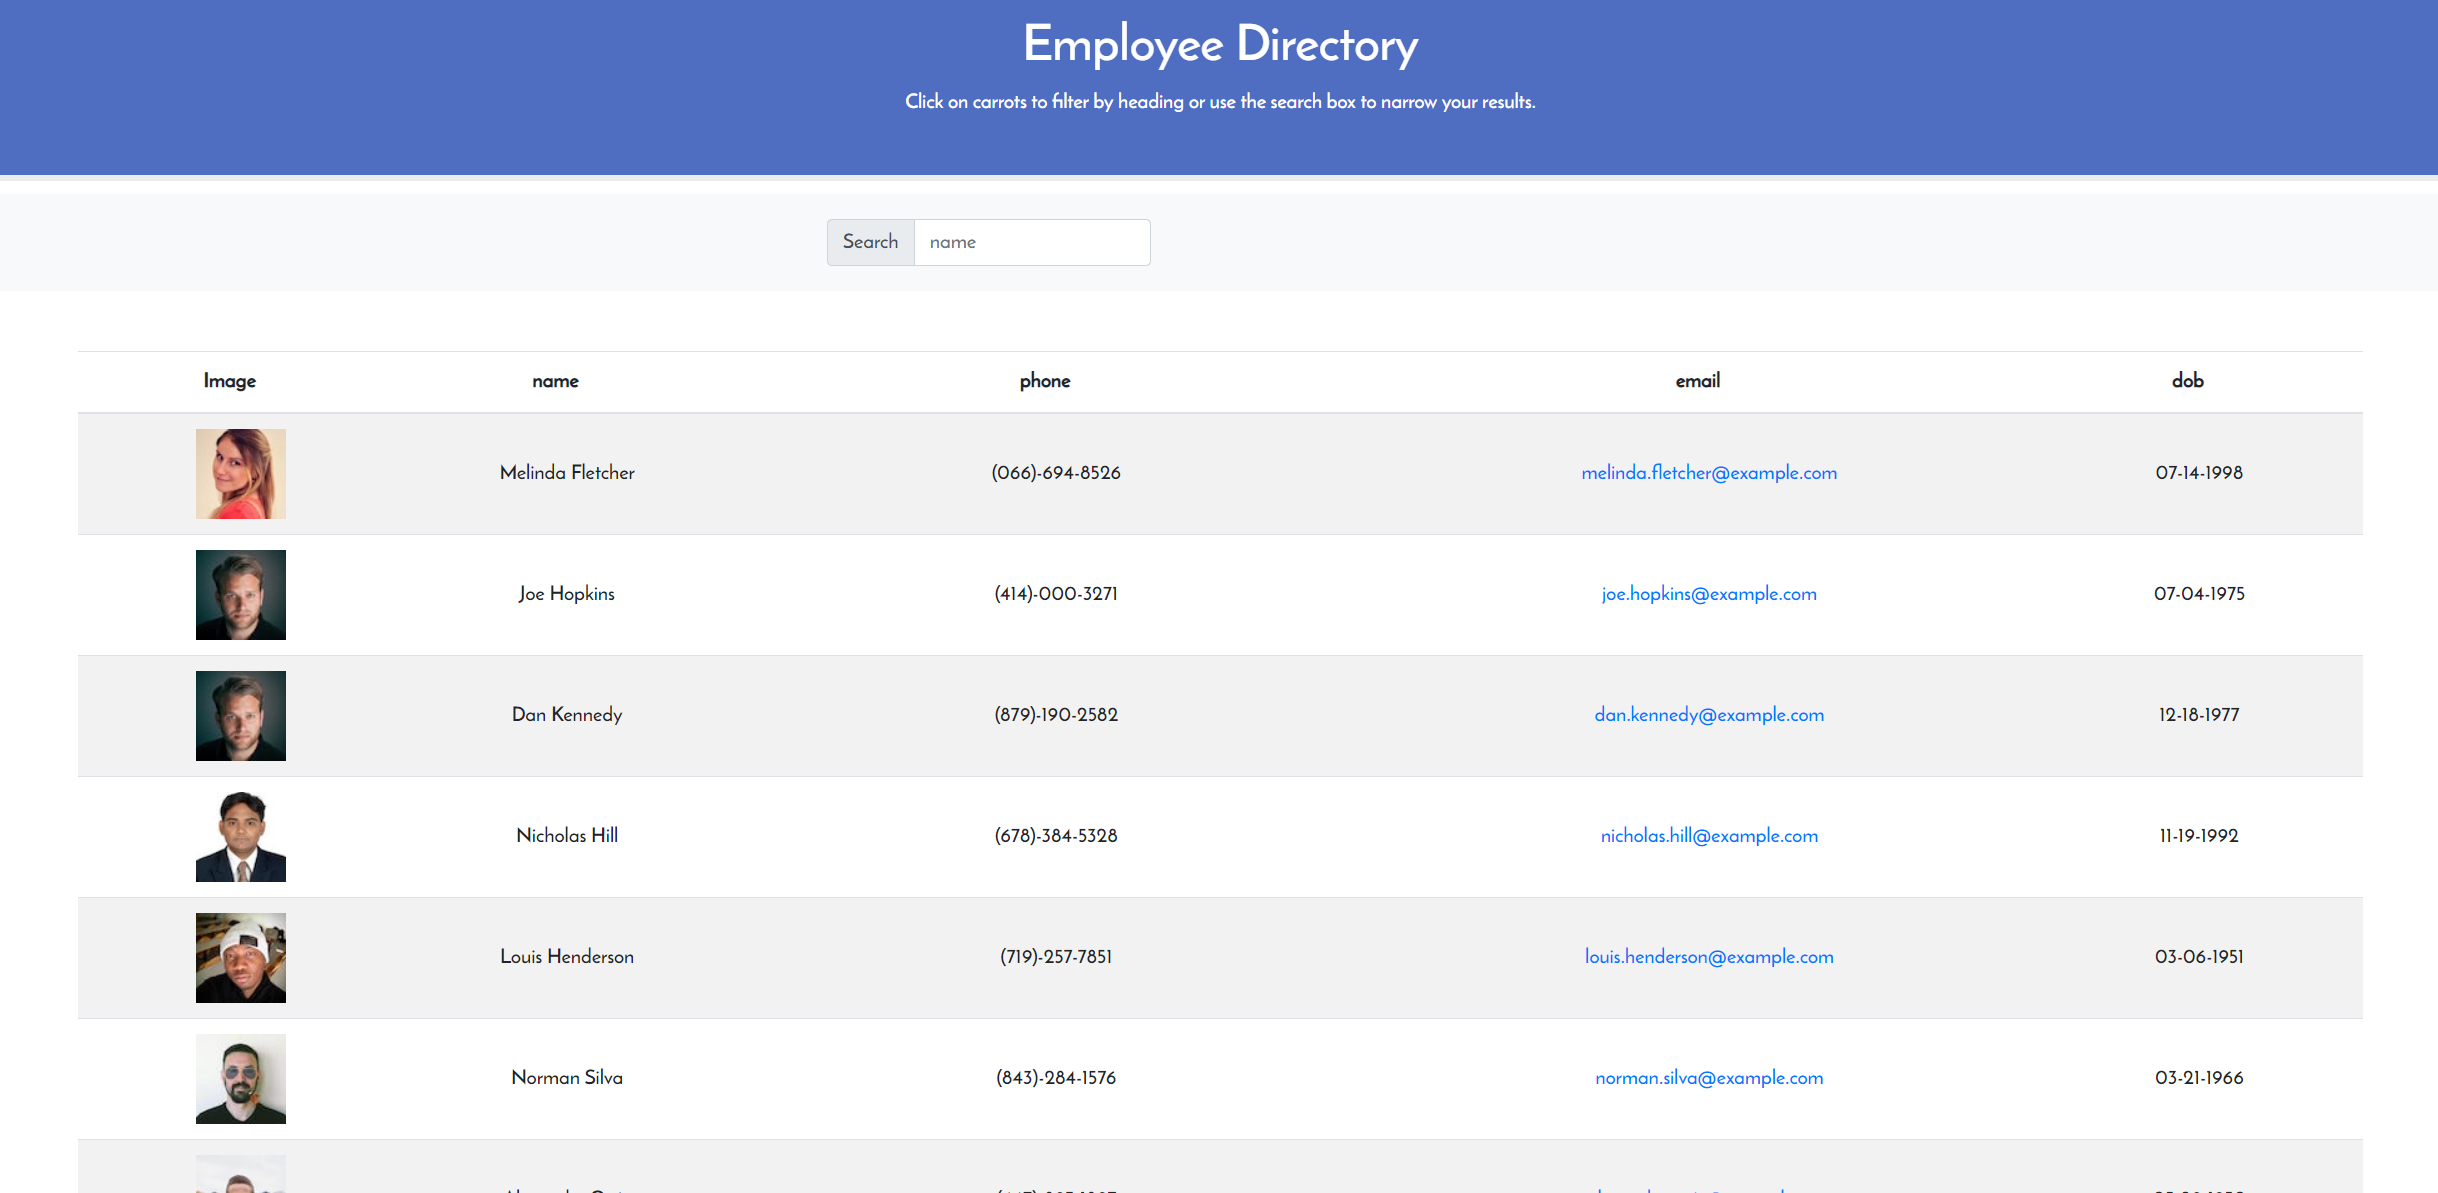 Employee Directory
Click on carrots to filter by heading or use the search box to narrow your results.
Search name
Image name phone email dob
Melinda Fletcher (066)-694-8526 melinda.fletcher@example.com 07-14-1998
Joe Hopkins (414)-000-3271 joe.hopkins@example.com 07-04-1975
Dan Kennedy (879)-190-2582 dan.kennedy@example.com 12-18-1977
Nicholas Hill (678)-384-5328 nicholas.hill@example.com 11-19-1992
Louis Henderson (719)-257-7851 louis.henderson@example.com 03-06-1951
Norman Silva (843)-284-1576 norman.silva@example.com 03-21-1966